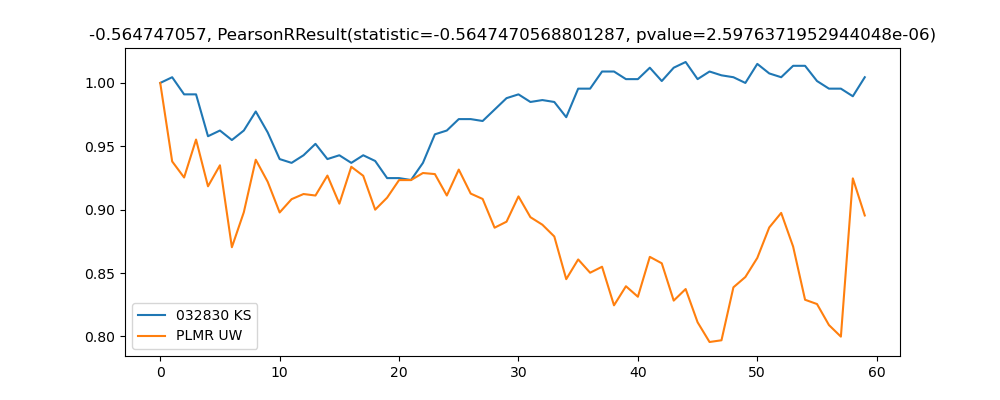 -0.564747057, PearsonRResult(statistic=-0.5647470568801287, pvalue=2.5976371952944048e-06)
1.00
0.95
0.90
0.85
0.80
032830 KS
PLMR UW
0 10 20 30 40 50 60